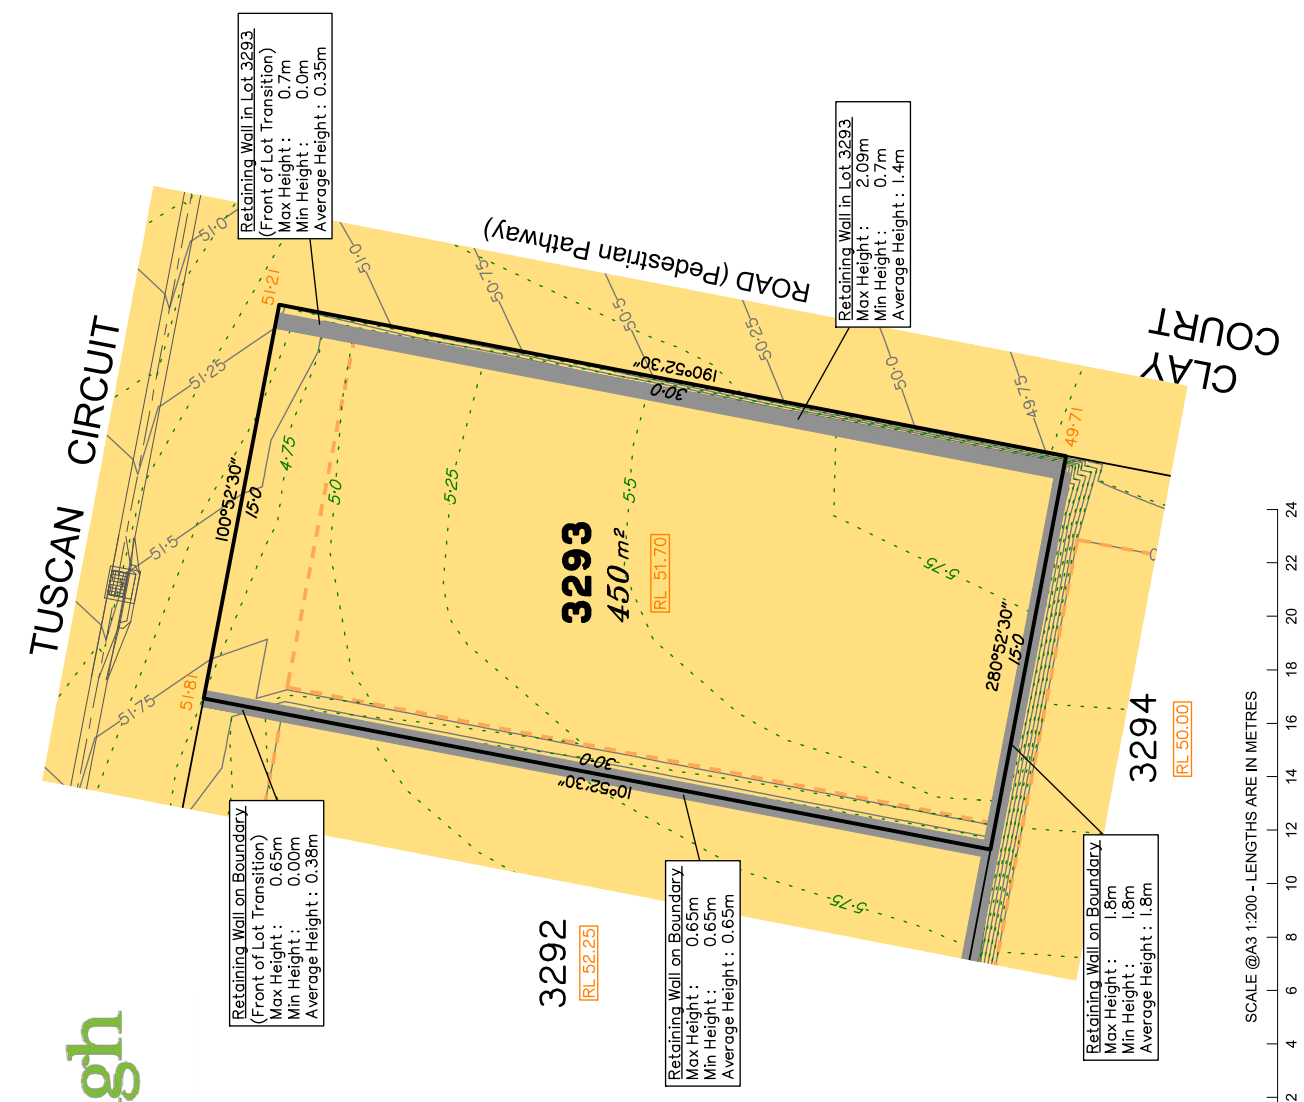 TUSCAN CIRCUIT
Retaining Wall in Lot 3293
(Front of Lot Transition)
Max Height : 0.7m
Min Height : 0.0m
Average Height : 0.35m
Retaining Wall in Lot 3293
Max Height : 2.09m
Min Height : 0.7m
Average Height : 1.4m
ROAD (Pedestrian Pathway)
CLAY
COURT
51·0
51·25
51·5
51·75
51·0
50·75
50·5
50·25
50·0
49·75
51·21
51·81
49·71
100°52'30"
15·0
190°52'30"
30·0
280°52'30"
15·0
10°52'30"
30·0
4·75
5·0
5·25
5·5
5·75
5·75
3293
450 m²
RL 51.70
3292
RL 52.25
3294
RL 50.00
Retaining Wall on Boundary
(Front of Lot Transition)
Max Height : 0.65m
Min Height : 0.00m
Average Height : 0.38m
Retaining Wall on Boundary
Max Height : 0.65m
Min Height : 0.65m
Average Height : 0.65m
Retaining Wall on Boundary
Max Height : 1.8m
Min Height : 1.8m
Average Height : 1.8m
gh
SCALE @A3 1:200 - LENGTHS ARE IN METRES
2 4 6 8 10 12 14 16 18 20 22 24